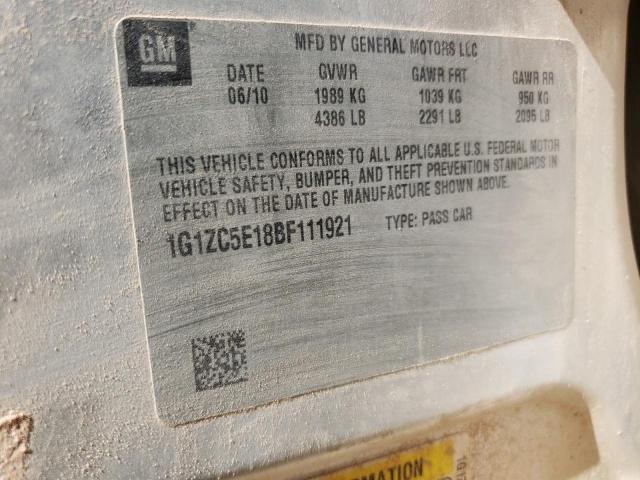 GM
MFD BY GENERAL MOTORS LLC
DATE GVWR GAWR FRT GAWR RR
06/10 1989 KG 1039 KG 950 KG
4386 LB 2291 LB 2095 LB
THIS VEHICLE CONFORMS TO ALL APPLICABLE U.S. FEDERAL MOTOR
VEHICLE SAFETY, BUMPER, AND THEFT PREVENTION STANDARDS IN
EFFECT ON THE DATE OF MANUFACTURE SHOWN ABOVE.
1G1ZC5E18BF111921 TYPE: PASS CAR